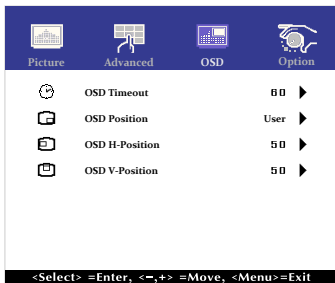 Picture Advanced OSD Option
OSD Timeout 60
OSD Position User
OSD H-Position 50
OSD V-Position 50
<Select> =Enter, <−,+> =Move, <Menu>=Exit